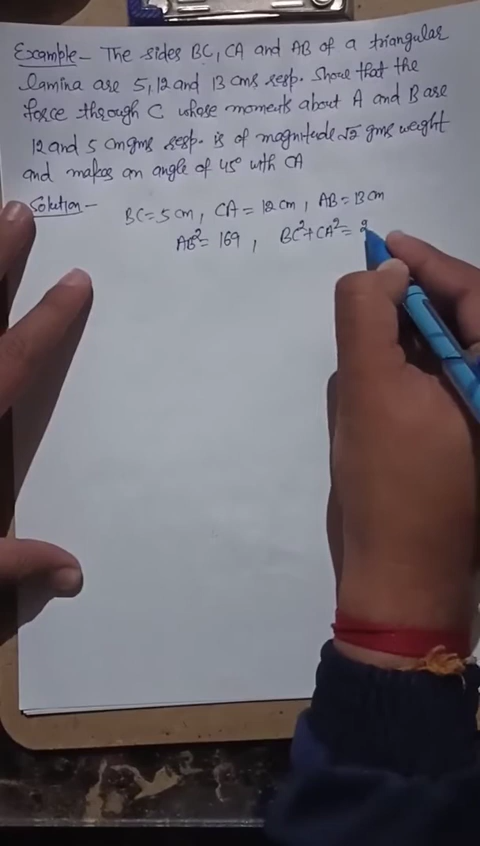 Example - The sides BC, CA and AB of a triangular
lamina are 5, 12 and 13 cms resp. Show that the
force through C whose moments about A and B are
12 and 5 cmgms resp. is of magnitude √2 gms weight
and makes an angle of 45° with CA
Solution -
BC = 5 cm, CA = 12 cm, AB = 13 cm
AB² = 169, BC² + CA² = 2